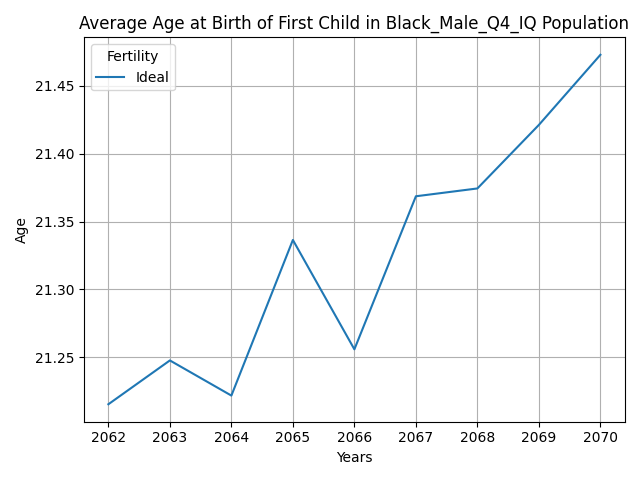 Average Age at Birth of First Child in Black_Male_Q4_IQ Population
Fertility
Ideal
21.45
21.40
21.35
21.30
21.25
Age
2062 2063 2064 2065 2066 2067 2068 2069 2070
Years